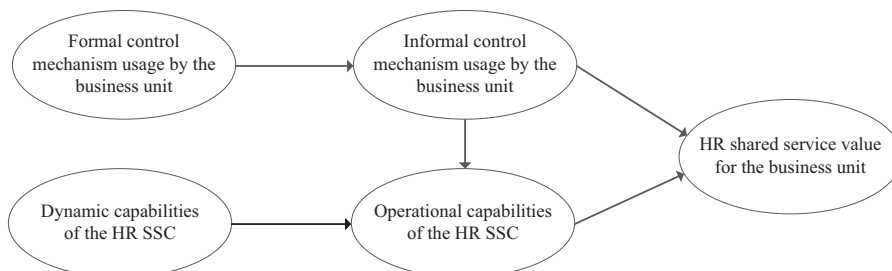 Formal control
mechanism usage by the
business unit
Informal control
mechanism usage by the
business unit
HR shared service value
for the business unit
Dynamic capabilities
of the HR SSC
Operational capabilities
of the HR SSC